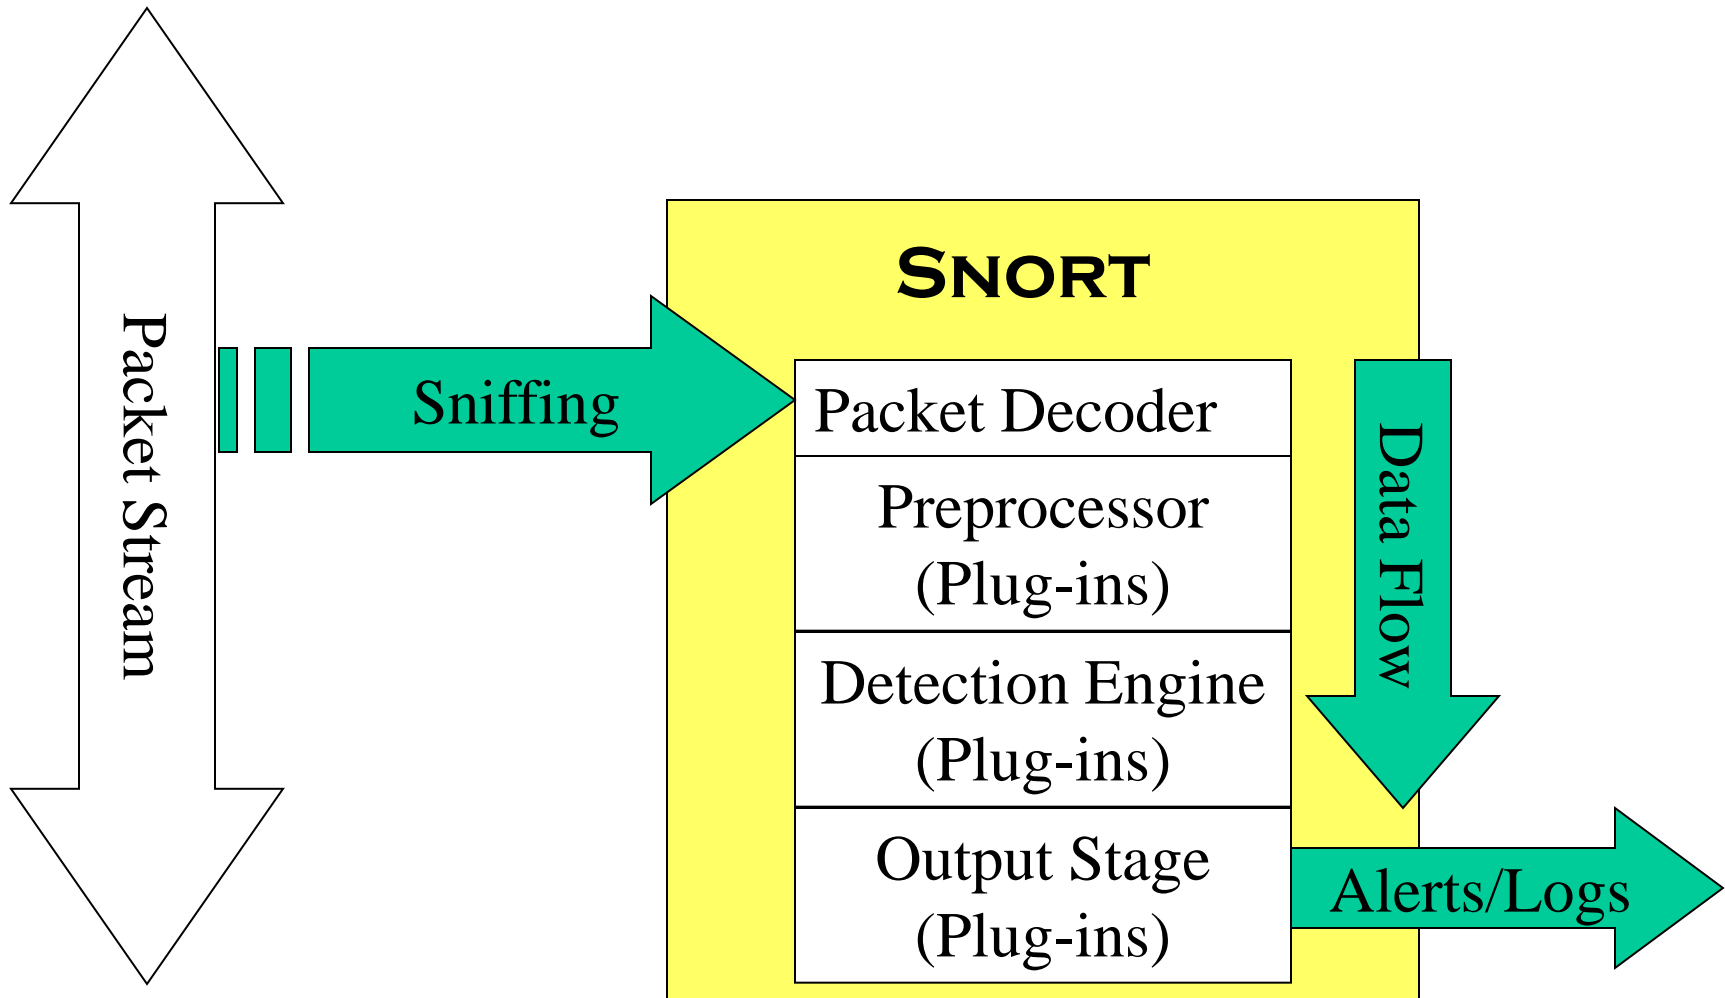 Packet Stream
Sniffing
SNORT
Packet Decoder
Preprocessor
(Plug-ins)
Detection Engine
(Plug-ins)
Output Stage
(Plug-ins)
Data Flow
Alerts/Logs